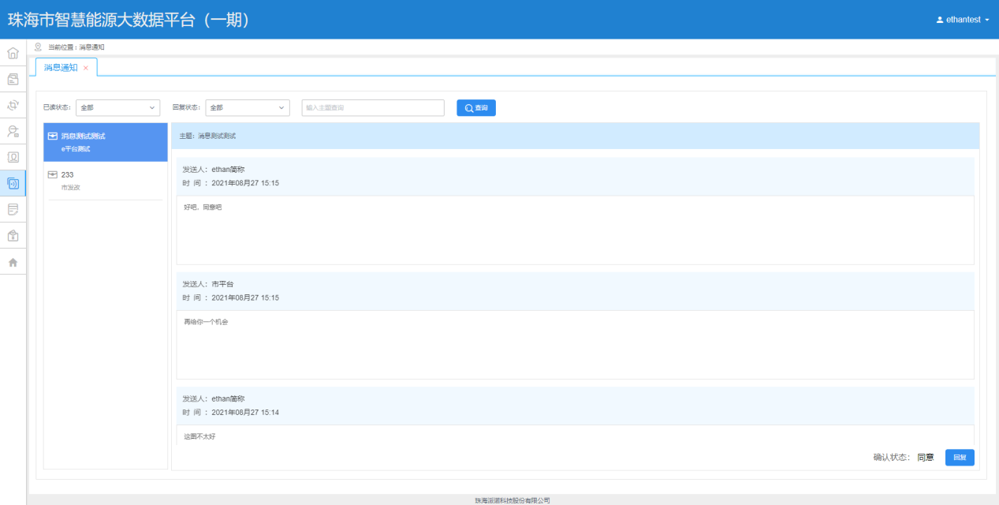 珠海市智慧能源大数据平台（一期）
ethantest
当前位置：消息通知
消息通知 ×
已读状态： 全部 回复状态： 全部 输入主题查询 查询
消息测试测试
e平台测试
233
市发改
主题：消息测试测试
发送人：ethan简称
时 间 ：2021年08月27 15:15
好吧，同意吧
发送人：市平台
时 间 ：2021年08月27 15:15
再给你一个机会
发送人：ethan简称
时 间 ：2021年08月27 15:14
这图不太好
确认状态： 同意 回复
珠海派诺科技股份有限公司